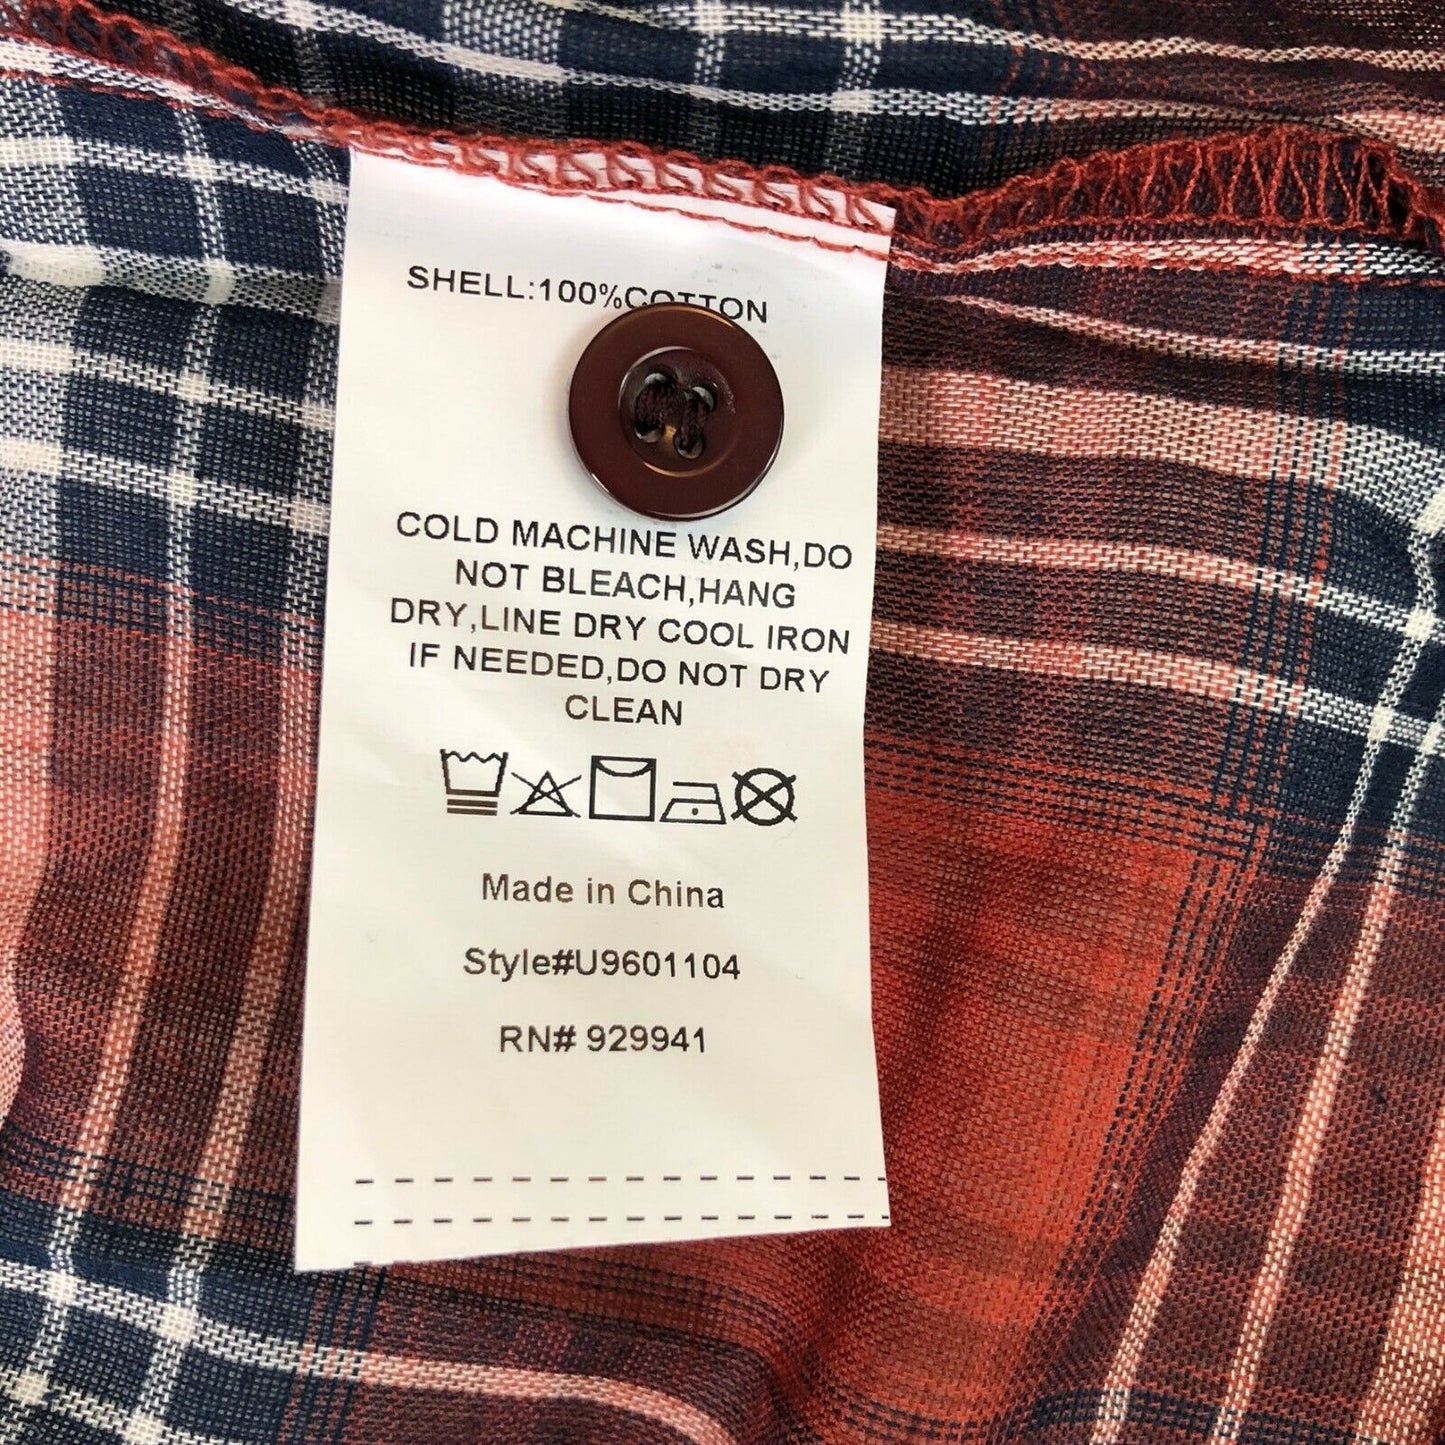 SHELL:100%COTTON
COLD MACHINE WASH,DO
NOT BLEACH,HANG
DRY,LINE DRY COOL IRON
IF NEEDED,DO NOT DRY
CLEAN
Made in China
Style#U9601104
RN# 929941